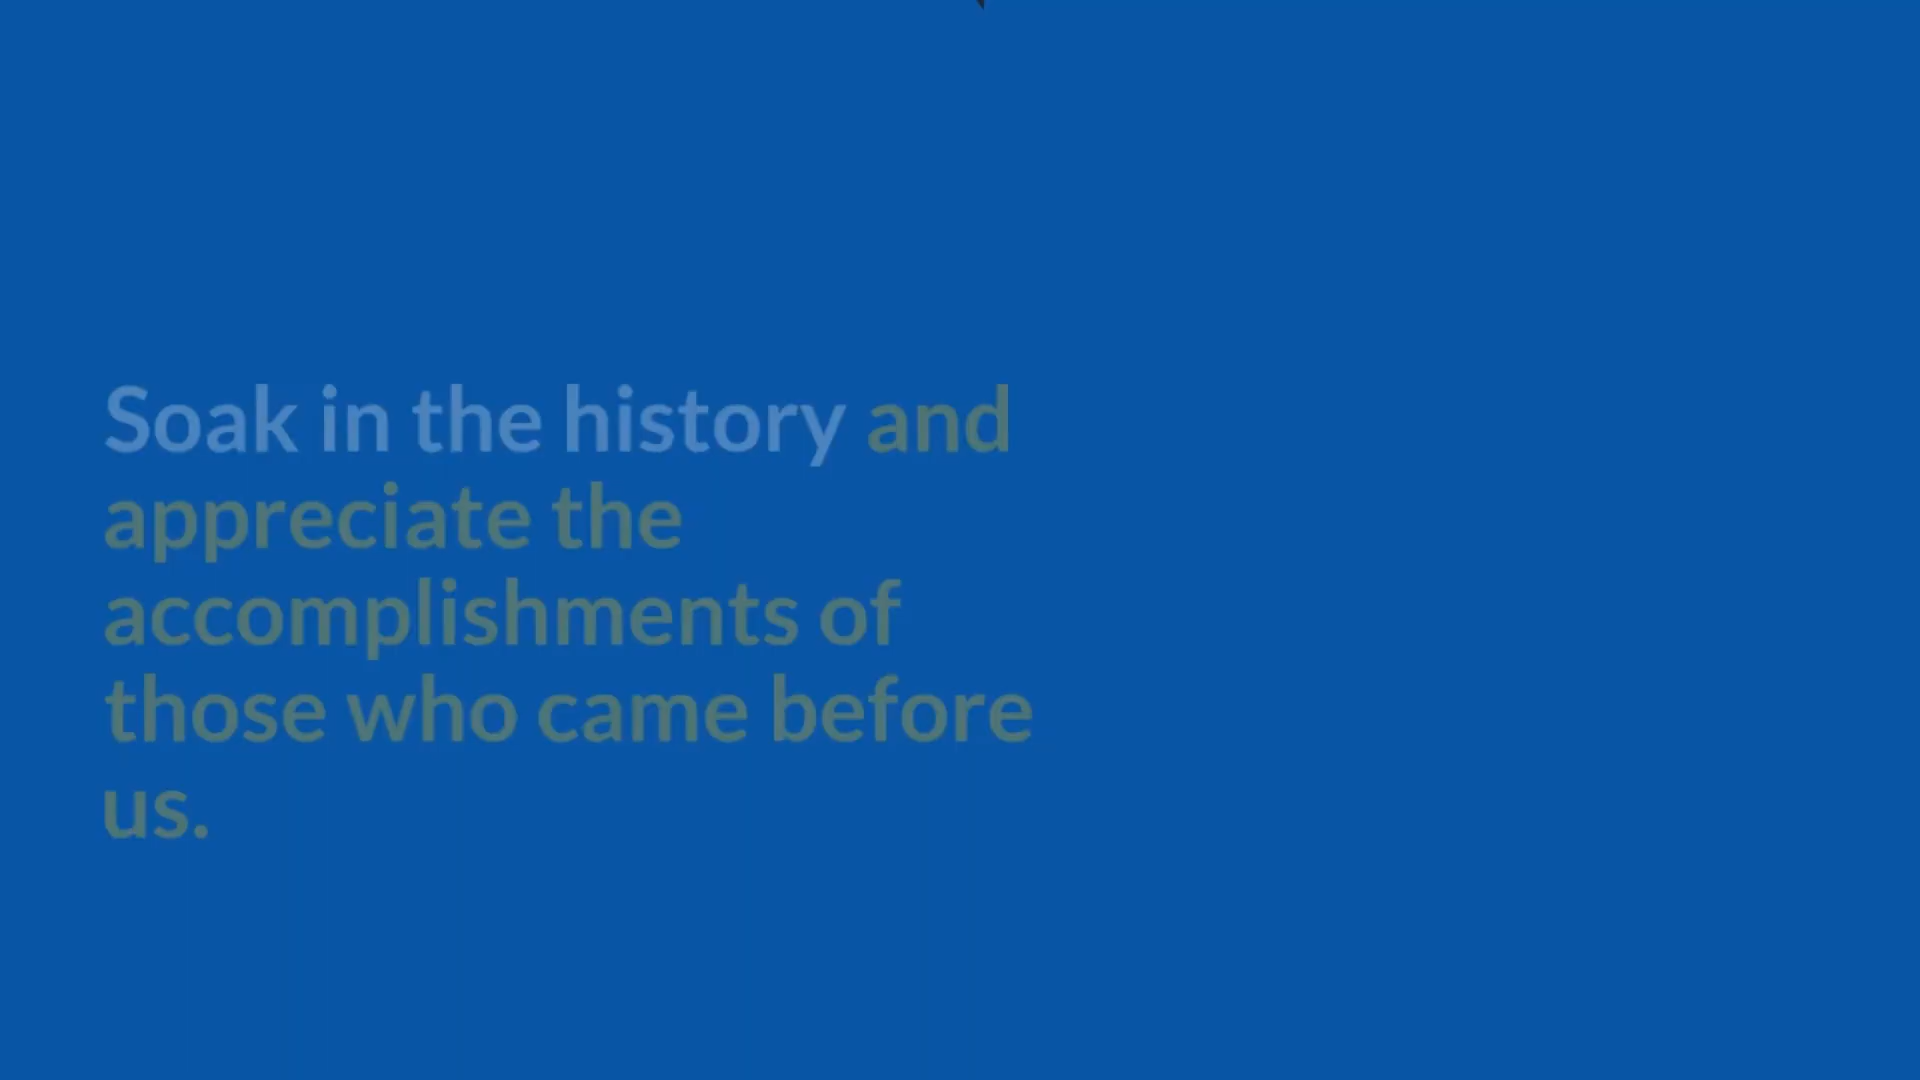 Soak in the history and
appreciate the
accomplishments of
those who came before
us.